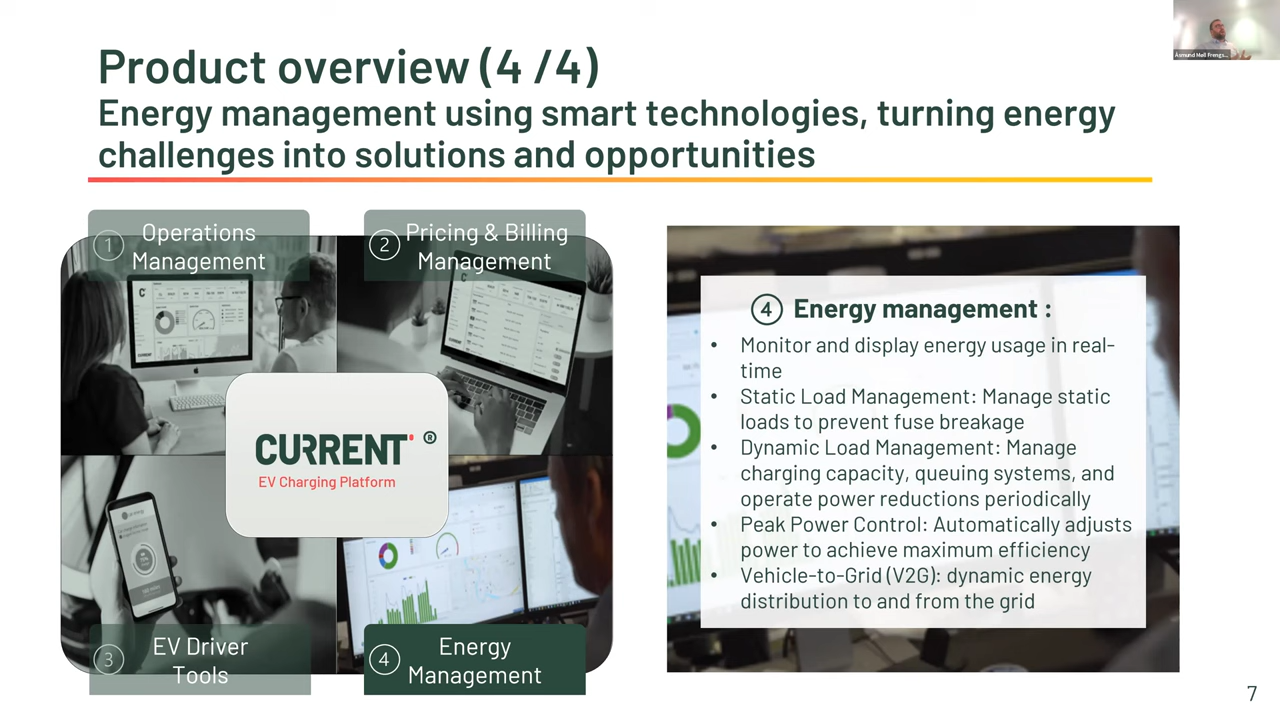 Product overview (4 /4)
Energy management using smart technologies, turning energy
challenges into solutions and opportunities
1
Operations
Management
2
Pricing & Billing
Management
CURRENT ®
EV Charging Platform
3
EV Driver
Tools
4
Energy
Management
4 Energy management :
• Monitor and display energy usage in real-
time
• Static Load Management: Manage static
loads to prevent fuse breakage
• Dynamic Load Management: Manage
charging capacity, queuing systems, and
operate power reductions periodically
• Peak Power Control: Automatically adjusts
power to achieve maximum efficiency
• Vehicle-to-Grid (V2G): dynamic energy
distribution to and from the grid
7